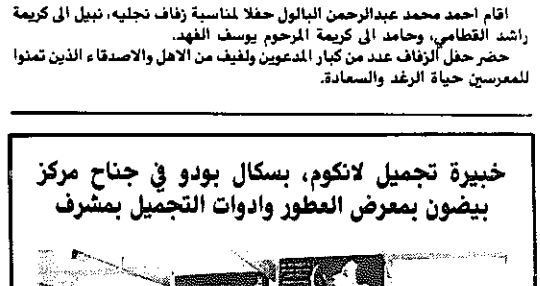 اقام احمد محمد عبدالرحمن البالول حفلا لمناسبة زفاف نجليه، نبيل الى كريمة
راشد القطامي، وحامد الى كريمة المرحوم يوسف الفهد.
حضر حفل الزفاف عدد من كبار المدعوين ولفيف من الاهل والاصدقاء الذين تمنوا
للمعرسين حياة الرغد والسعادة.
خبيرة تجميل لانكوم، بسكال بودو في جناح مركز
بيضون بمعرض العطور وادوات التجميل بمشرف